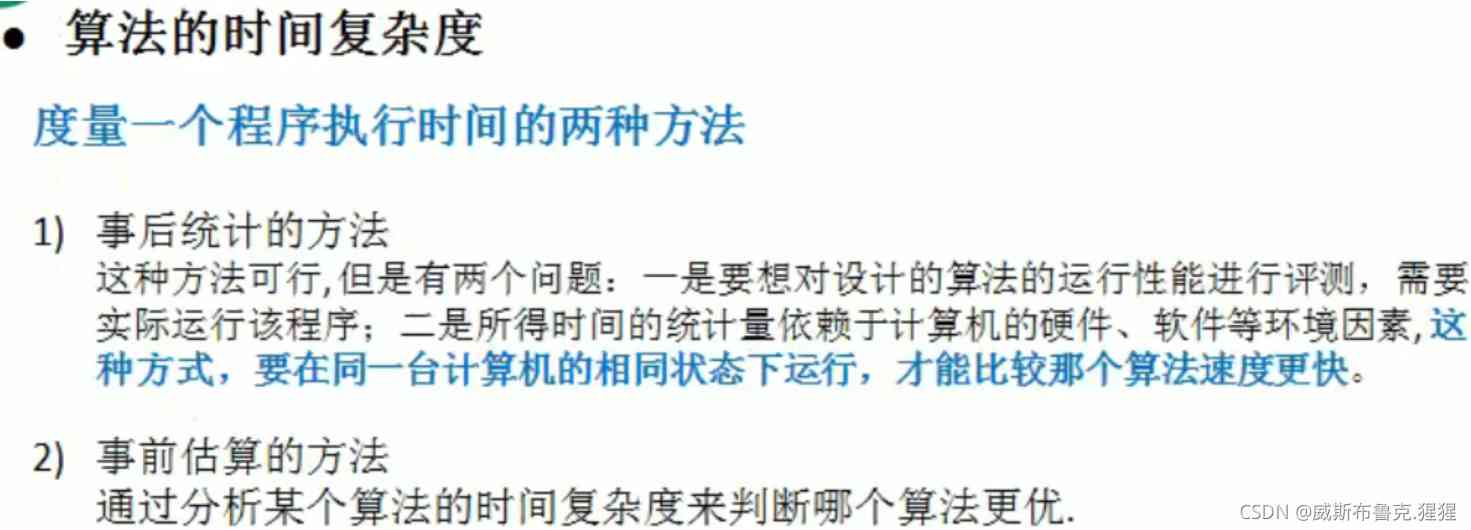 ● 算法的时间复杂度
度量一个程序执行时间的两种方法
1) 事后统计的方法
这种方法可行,但是有两个问题：一是要想对设计的算法的运行性能进行评测，需要
实际运行该程序；二是所得时间的统计量依赖于计算机的硬件、软件等环境因素,这
种方式，要在同一台计算机的相同状态下运行，才能比较那个算法速度更快。
2) 事前估算的方法
通过分析某个算法的时间复杂度来判断哪个算法更优.
CSDN @威斯布鲁克.猩猩